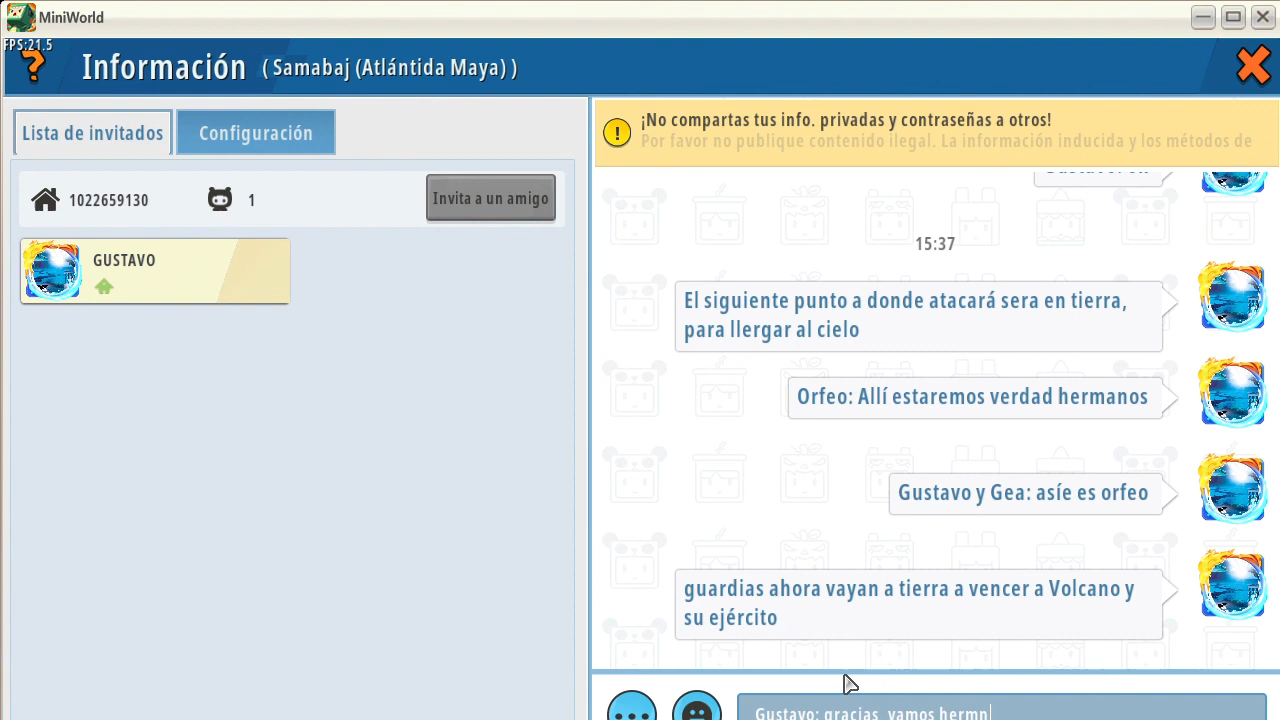 MiniWorld
FPS:21.5
Información ( Samabaj (Atlántida Maya) )
Lista de invitados
Configuración
1022659130
1
Invita a un amigo
GUSTAVO
¡No compartas tus info. privadas y contraseñas a otros!
Por favor no publique contenido ilegal. La información inducida y los métodos de
15:37
El siguiente punto a donde atacará sera en tierra,
para llergar al cielo
Orfeo: Allí estaremos verdad hermanos
Gustavo y Gea: asíe es orfeo
guardias ahora vayan a tierra a vencer a Volcano y
su ejército
Gustavo: gracias, vamos hermn